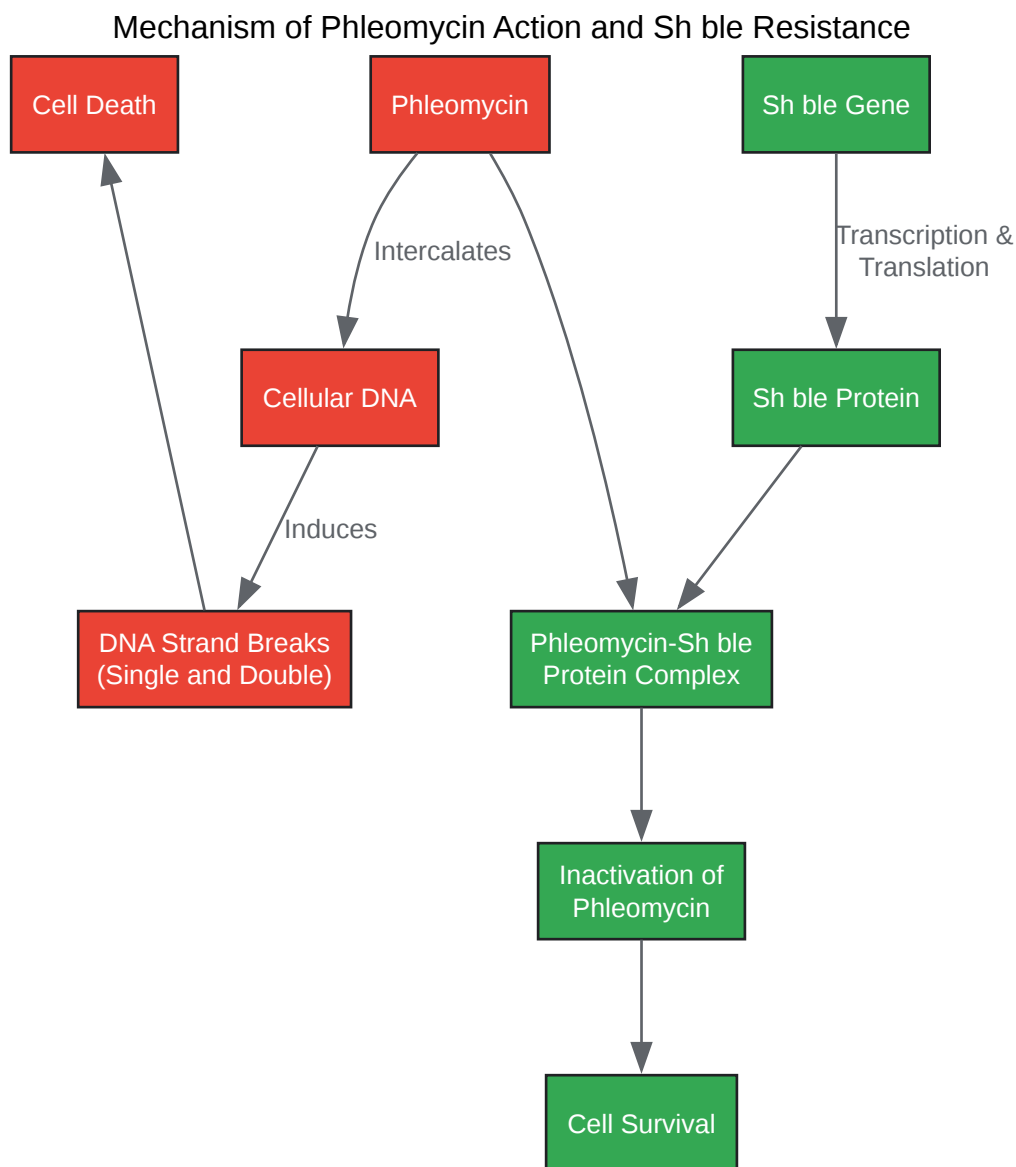 Mechanism of Phleomycin Action and Sh ble Resistance
Cell Death
Phleomycin
Sh ble Gene
Intercalates
Transcription &
Translation
Cellular DNA
Sh ble Protein
Induces
DNA Strand Breaks
(Single and Double)
Phleomycin-Sh ble
Protein Complex
Inactivation of
Phleomycin
Cell Survival